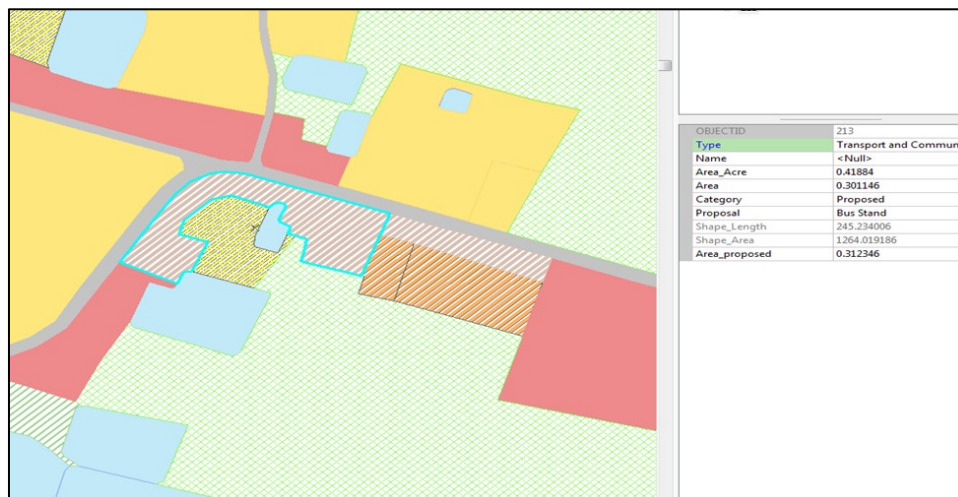 OBJECTID 213
Type Transport and Commun
Name <Null>
Area_Acre 0.41884
Area 0.301146
Category Proposed
Proposal Bus Stand
Shape_Length 245.234006
Shape_Area 1264.019186
Area_proposed 0.312346